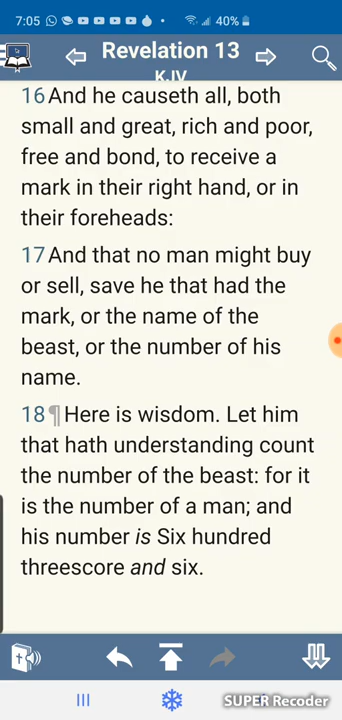 7:05 40%
Revelation 13
KJV
16 And he causeth all, both
small and great, rich and poor,
free and bond, to receive a
mark in their right hand, or in
their foreheads:
17 And that no man might buy
or sell, save he that had the
mark, or the name of the
beast, or the number of his
name.
18 ¶ Here is wisdom. Let him
that hath understanding count
the number of the beast: for it
is the number of a man; and
his number is Six hundred
threescore and six.
SUPER Recorder